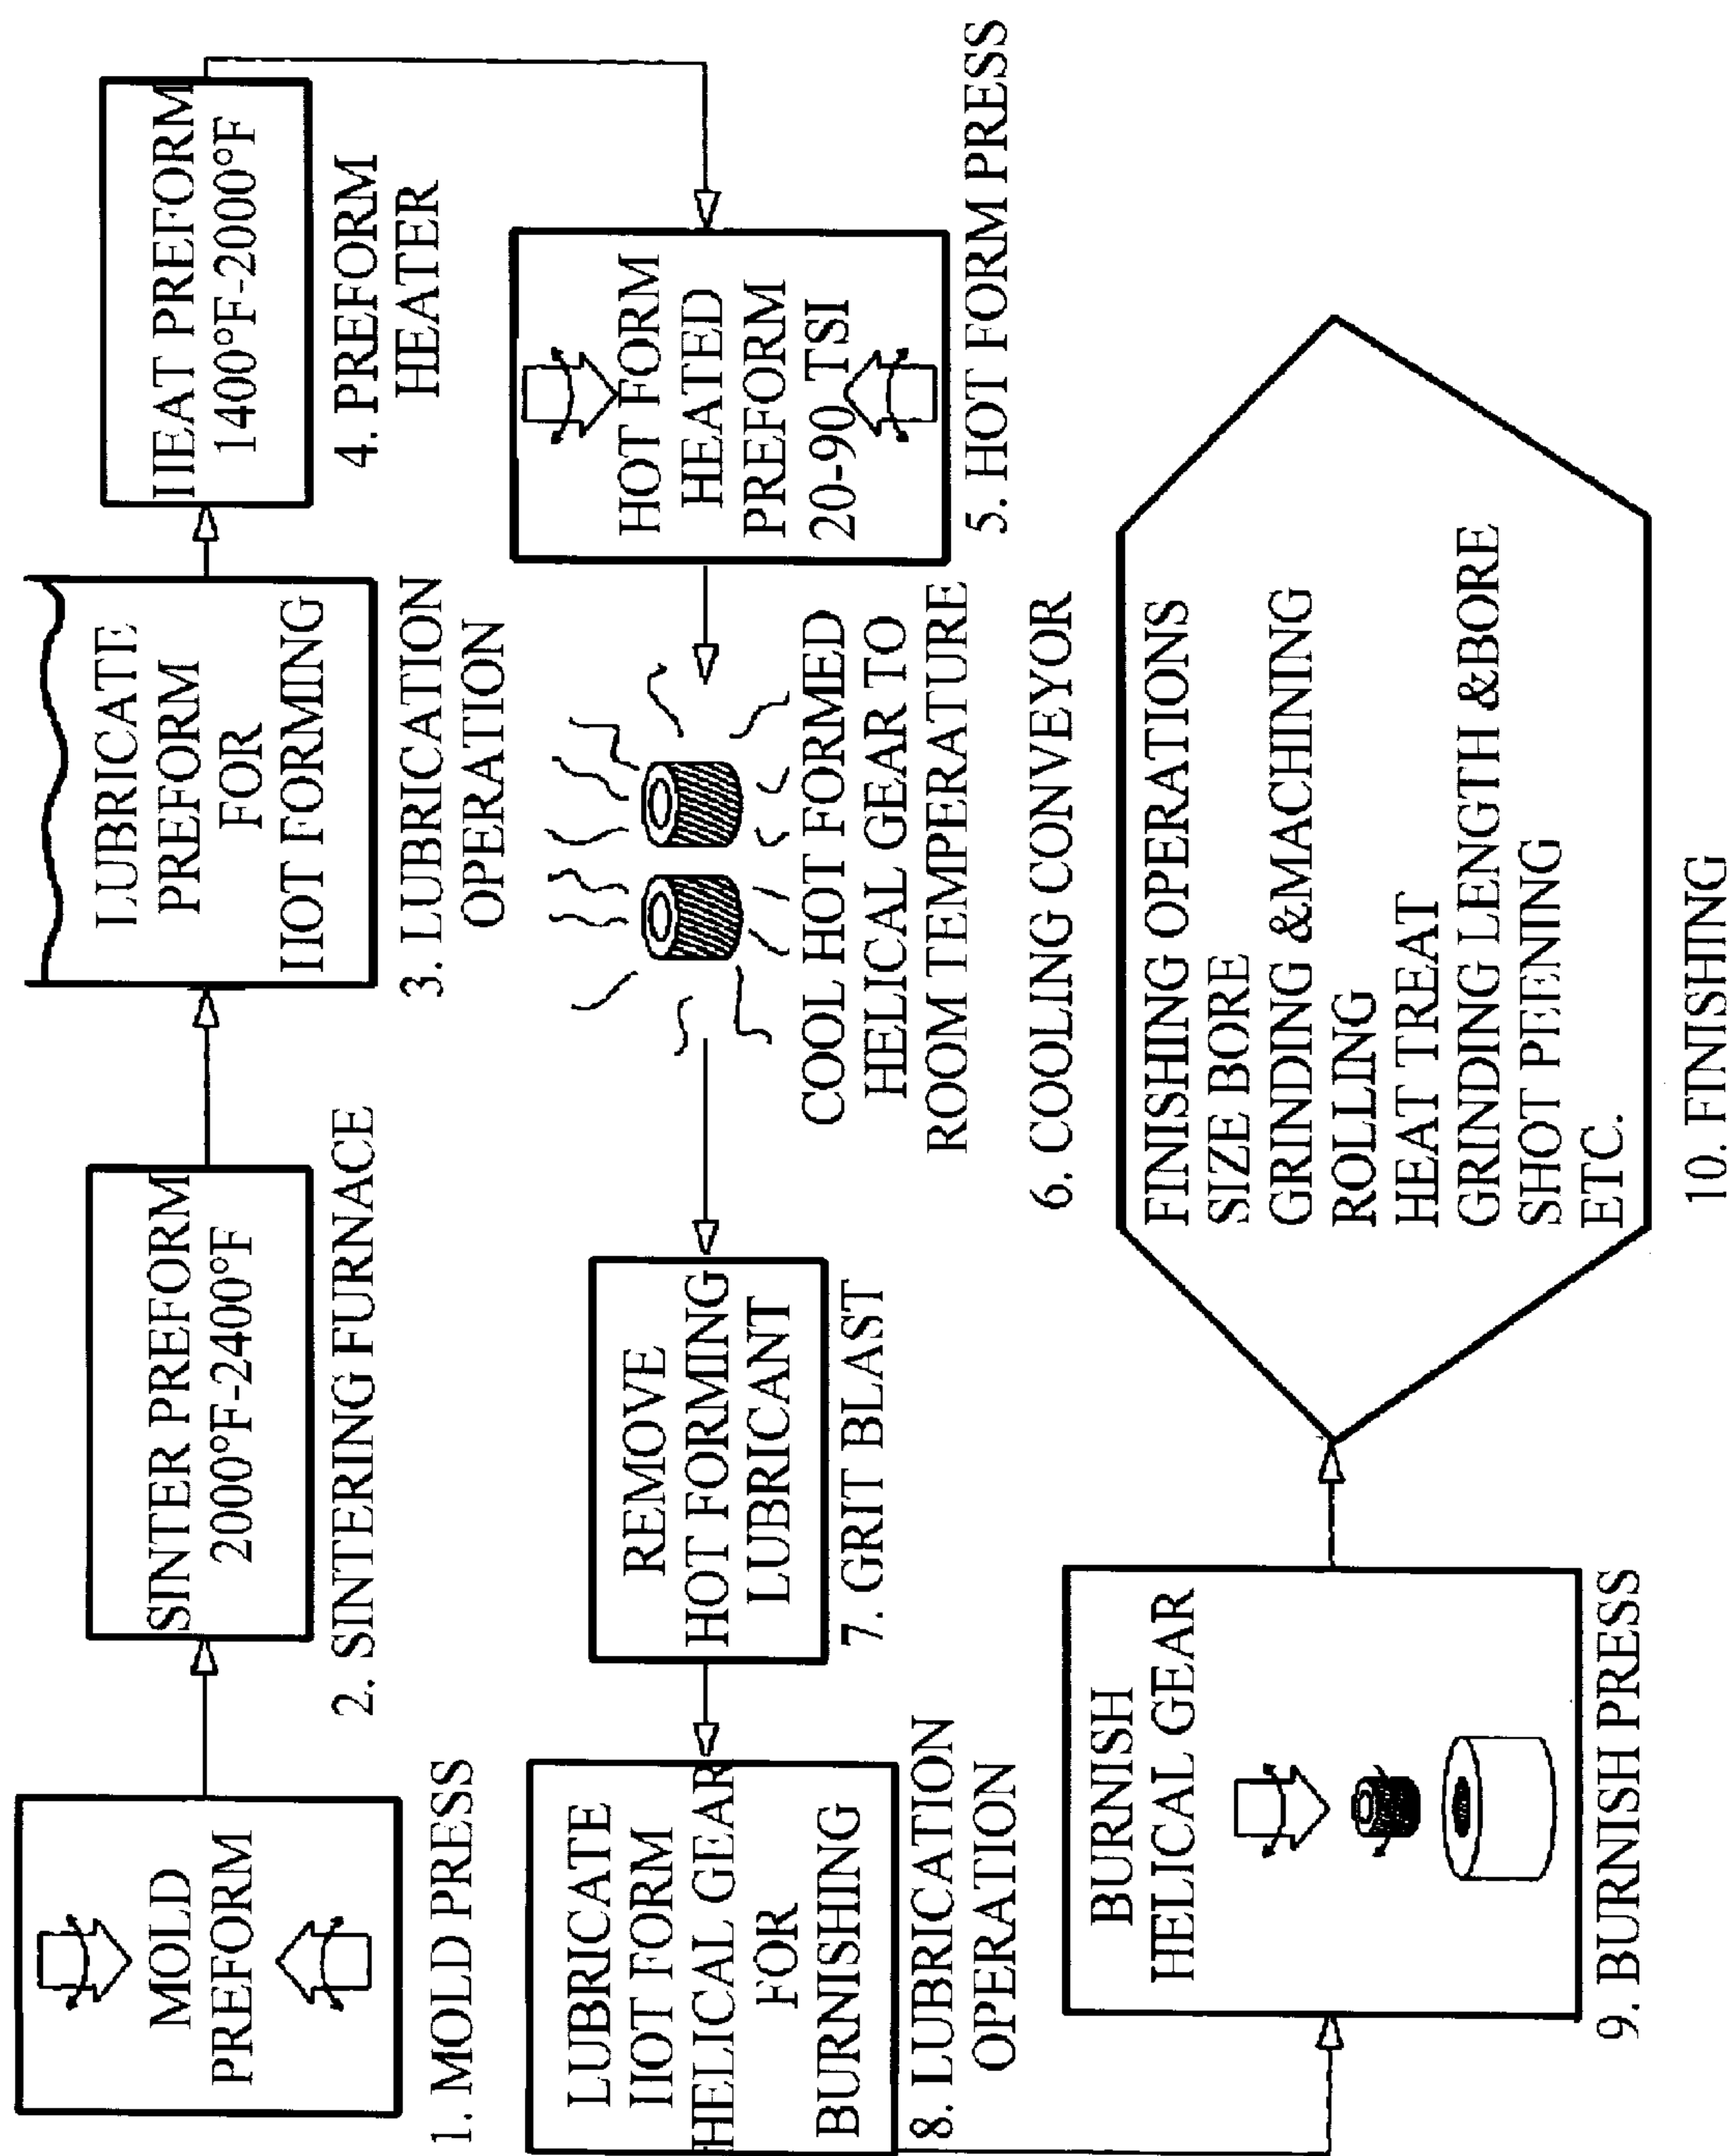 MOLD
PREFORM
1. MOLD PRESS
SINTER PREFORM
2000°F-2400°F
2. SINTERING FURNACE
LUBRICATE
PREFORM
FOR
HOT FORMING
3. LUBRICATION
OPERATION
HEAT PREFORM
1400°F-2000°F
4. PREFORM
HEATER
HOT FORM
HEATED
PREFORM
20-90 TSI
5. HOT FORM PRESS
COOL HOT FORMED
HELICAL GEAR TO
ROOM TEMPERATURE
6. COOLING CONVEYOR
REMOVE
HOT FORMING
LUBRICANT
7. GRIT BLAST
LUBRICATE
HOT FORM
HELICAL GEAR
FOR
BURNISHING
8. LUBRICATION
OPERATION
BURNISH
HELICAL GEAR
9. BURNISH PRESS
FINISHING OPERATIONS
SIZE BORE
GRINDING &MACHINING
ROLLING
HEAT TREAT
GRINDING LENGTH &BORE
SHOT PEENING
ETC.
10. FINISHING